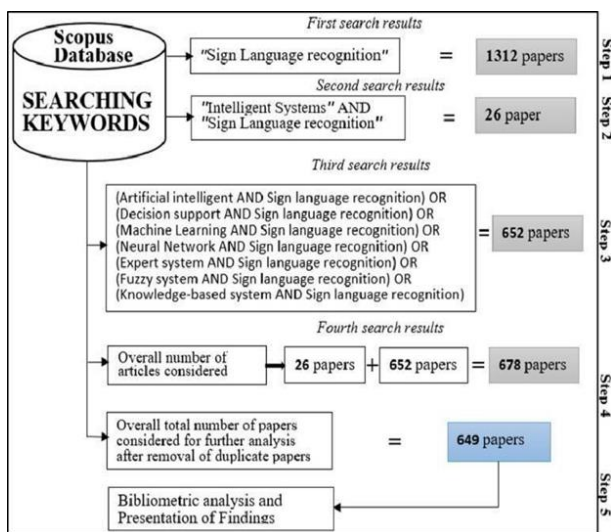 Scopus
Database
SEARCHING
KEYWORDS
First search results
"Sign Language recognition"
=
1312 papers
Step 1
Second search results
"Intelligent Systems" AND
"Sign Language recognition"
=
26 paper
Step 2
Third search results
(Artificial intelligent AND Sign language recognition) OR
(Decision support AND Sign language recognition) OR
(Machine Learning AND Sign language recognition) OR
(Neural Network AND Sign language recognition) OR
(Expert system AND Sign language recognition) OR
(Fuzzy system AND Sign language recognition) OR
(Knowledge-based system AND Sign language recognition)
=
652 papers
Step 3
Fourth search results
Overall number of
articles considered
26 papers
+
652 papers
=
678 papers
Step 4
Overall total number of papers
considered for further analysis
after removal of duplicate papers
=
649 papers
Bibliometric analysis and
Presentation of Findings
Step 5